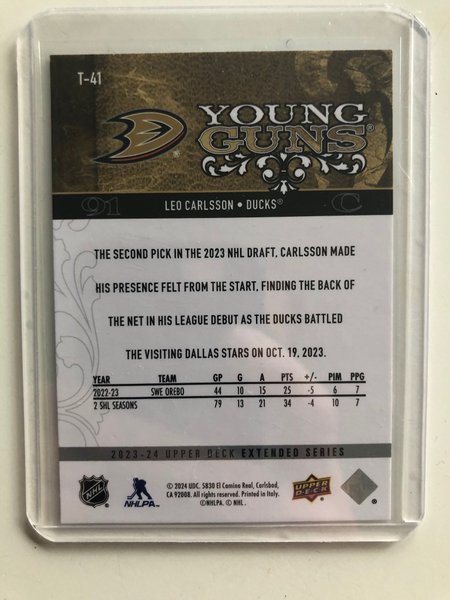 T-41
YOUNG
GUNS®
91 LEO CARLSSON • DUCKS® C
THE SECOND PICK IN THE 2023 NHL DRAFT, CARLSSON MADE
HIS PRESENCE FELT FROM THE START, FINDING THE BACK OF
THE NET IN HIS LEAGUE DEBUT AS THE DUCKS BATTLED
THE VISITING DALLAS STARS ON OCT. 19, 2023.
YEAR TEAM GP G A PTS +/- PIM PPG
2022-23 SWE OREBO 44 10 15 25 -5 6 7
2 SHL SEASONS 79 13 21 34 -4 10 7
2023-24 UPPER DECK EXTENDED SERIES
© 2024 UDC. 5830 El Camino Real, Carlsbad,
CA 92008. All rights reserved. Printed in Italy.
©NHLPA. © NHL.
NHL
NHLPA
UPPER
DECK